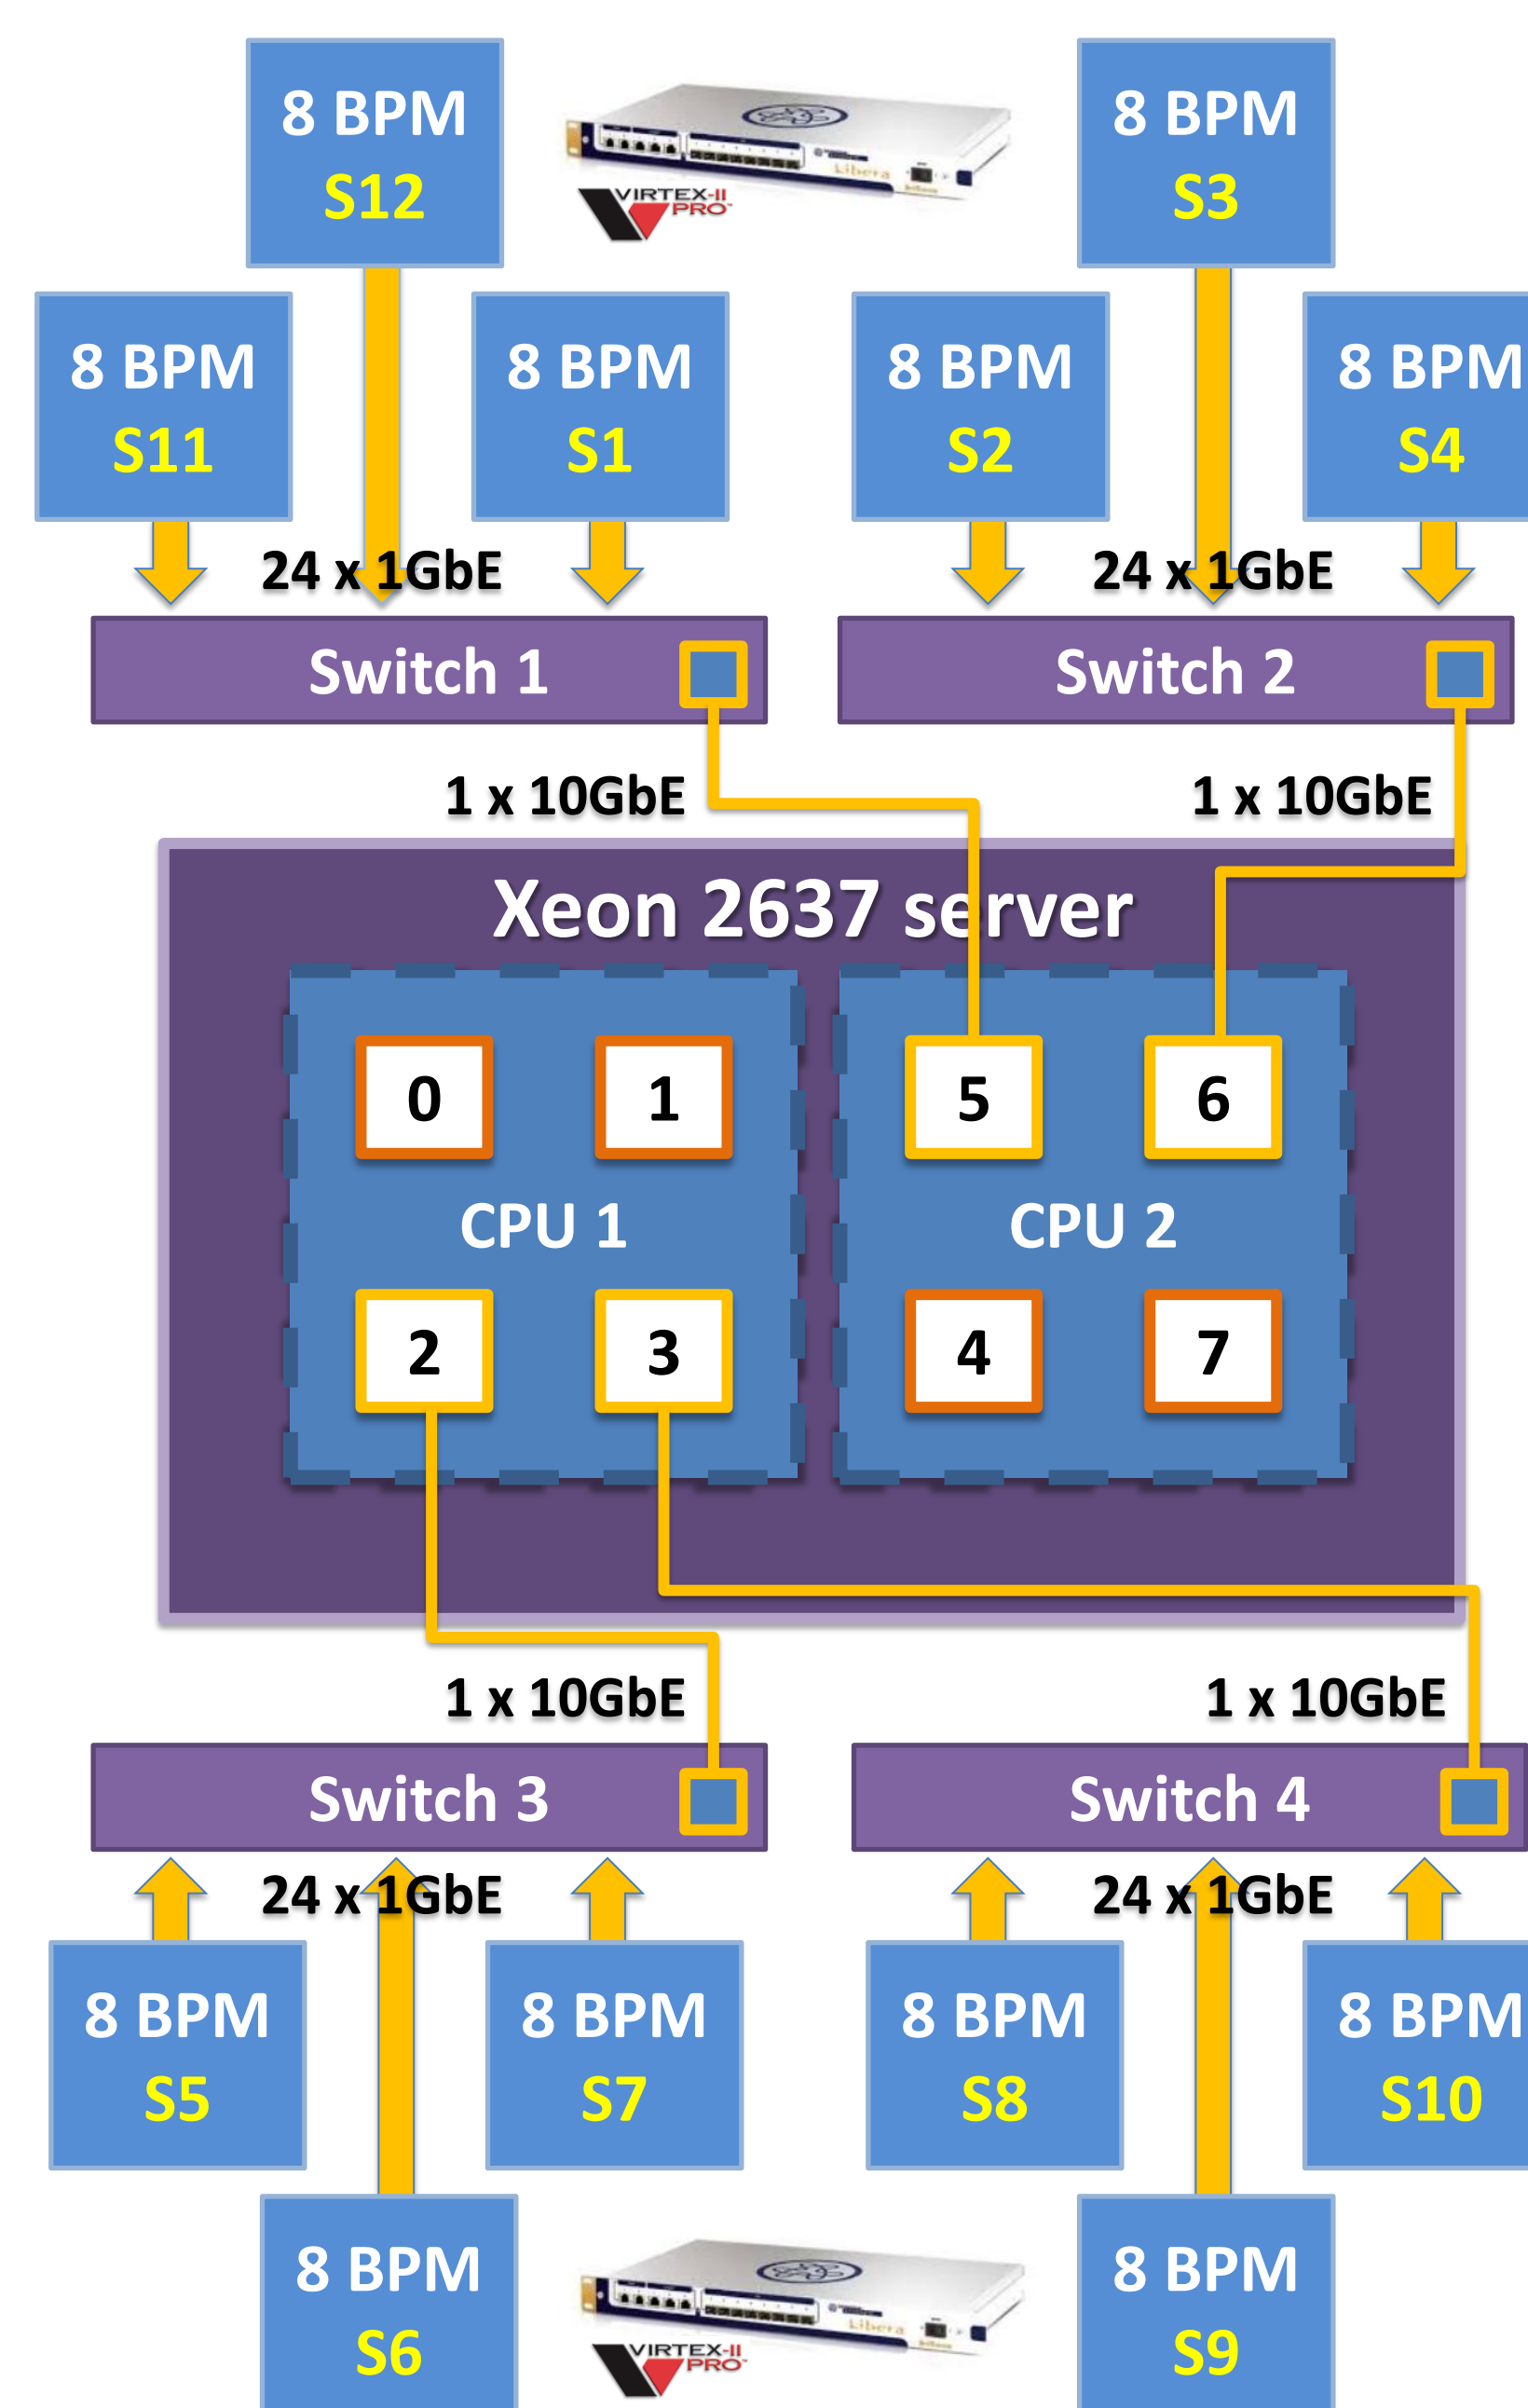 8 BPM
S12
8 BPM
S3
Libera
VIRTEX-II
PRO™
8 BPM
S11
8 BPM
S1
8 BPM
S2
8 BPM
S4
24 x 1GbE
24 x 1GbE
Switch 1
Switch 2
1 x 10GbE
1 x 10GbE
Xeon 2637 server
0
1
5
6
CPU 1
CPU 2
2
3
4
7
1 x 10GbE
1 x 10GbE
Switch 3
Switch 4
24 x 1GbE
24 x 1GbE
8 BPM
S5
8 BPM
S7
8 BPM
S8
8 BPM
S10
8 BPM
S6
Libera
VIRTEX-II
PRO™
8 BPM
S9